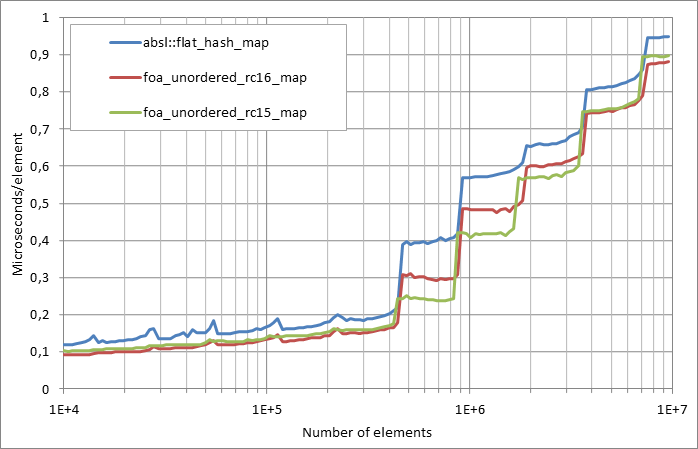 1
0,9
0,8
0,7
0,6
0,5
0,4
0,3
0,2
0,1
0
Microseconds/element
absl::flat_hash_map
foa_unordered_rc16_map
foa_unordered_rc15_map
1E+4 1E+5 1E+6 1E+7
Number of elements